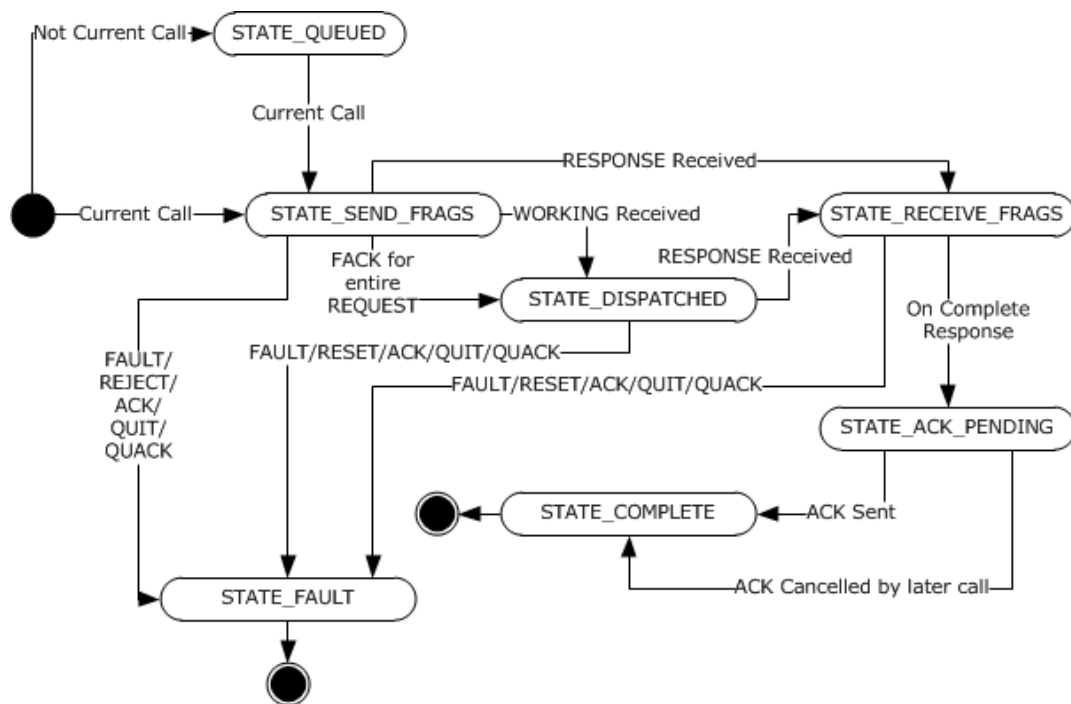 Not Current Call
STATE_QUEUED
Current Call
RESPONSE Received
Current Call
STATE_SEND_FRAGS
WORKING Received
STATE_RECEIVE_FRAGS
FACK for
entire
REQUEST
RESPONSE Received
STATE_DISPATCHED
On Complete
Response
FAULT/
REJECT/
ACK/
QUIT/
QUACK
FAULT/RESET/ACK/QUIT/QUACK
FAULT/RESET/ACK/QUIT/QUACK
STATE_ACK_PENDING
STATE_COMPLETE
ACK Sent
ACK Cancelled by later call
STATE_FAULT